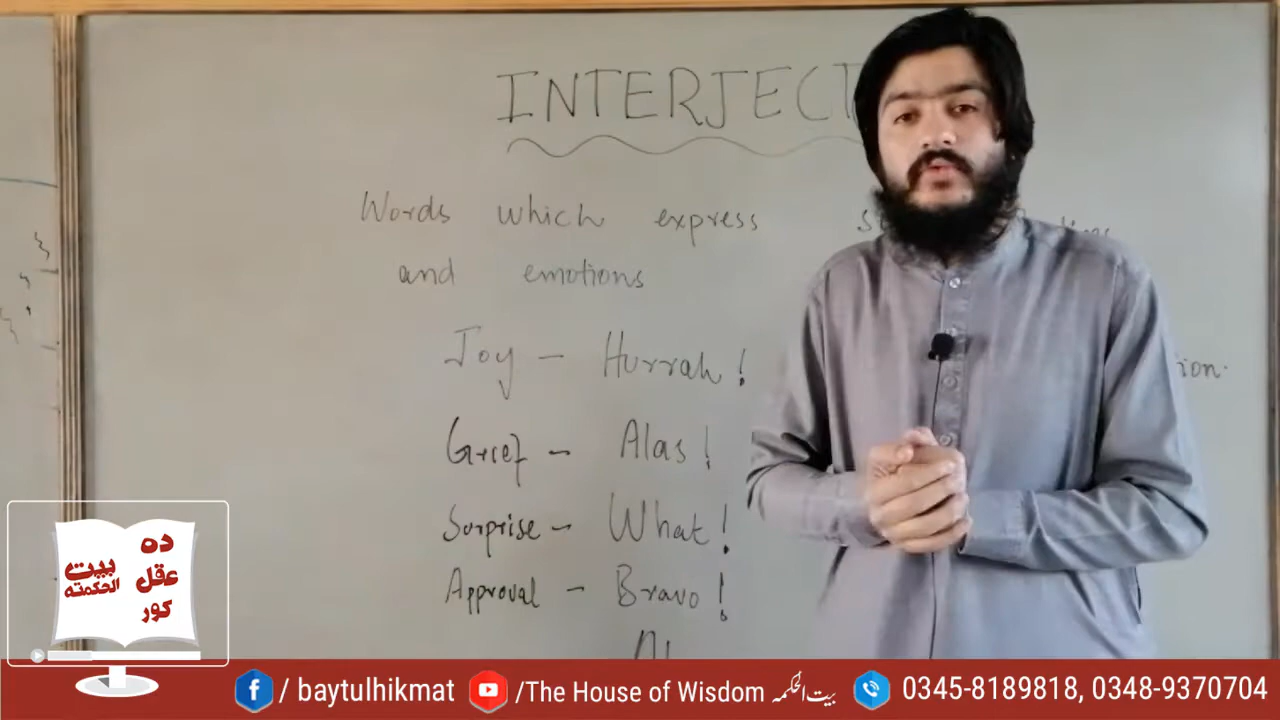 INTERJECT
Words which express
and emotions
Joy – Hurrah!
Grief – Alas!
Surprise – What!
Approval – Bravo!
ion.
ده
عقل
کور
بیت
الحکمته
/ baytulhikmat
/The House of Wisdom بیت الحکمہ
0345-8189818, 0348-9370704